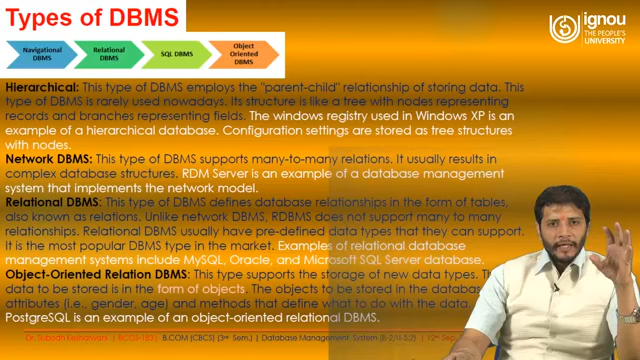 Types of DBMS
ignou
THE PEOPLE'S
UNIVERSITY
Navigational
DBMS
Relational
DBMS
SQL DBMS
Object
Oriented
DBMS
Hierarchical: This type of DBMS employs the "parent-child" relationship of storing data. This
type of DBMS is rarely used nowadays. Its structure is like a tree with nodes representing
records and branches representing fields. The windows registry used in Windows XP is an
example of a hierarchical database. Configuration settings are stored as tree structures
with nodes.
Network DBMS: This type of DBMS supports many-to-many relations. It usually results in
complex database structures. RDM Server is an example of a database management
system that implements the network model.
Relational DBMS: This type of DBMS defines database relationships in the form of tables,
also known as relations. Unlike network DBMS, RDBMS does not support many to many
relationships. Relational DBMS usually have pre-defined data types that they can support.
It is the most popular DBMS type in the market. Examples of relational database
management systems include MySQL, Oracle, and Microsoft SQL Server database.
Object-Oriented Relation DBMS: This type supports the storage of new data types.
data to be stored is in the form of objects. The objects to be stored in the database
attributes (i.e., gender, age) and methods that define what to do with the data.
PostgreSQL is an example of an object-oriented relational DBMS.
Dr. Subodh Kesharwani | BCOS-183 | B.COM (CBCS) (3rd Sem.) | Database Management System (B-2/U-5.2) | 12th Sep